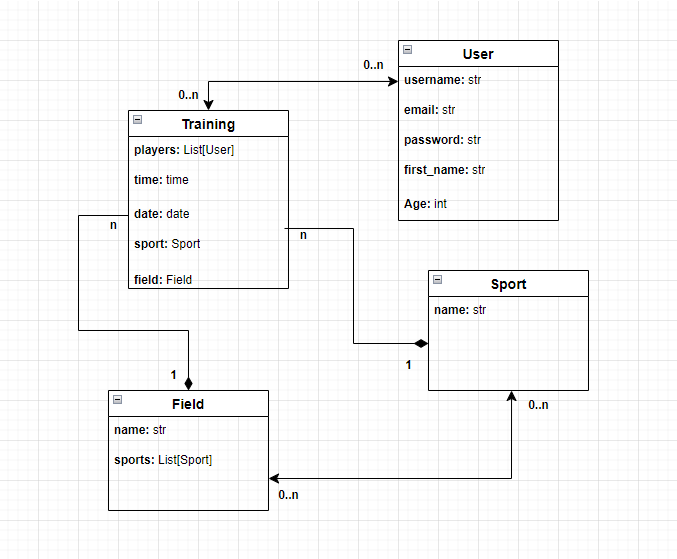 User
username: str
email: str
password: str
first_name: str
Age: int
0..n
0..n
Training
players: List[User]
time: time
date: date
sport: Sport
field: Field
n
n
Sport
name: str
1
1
Field
name: str
sports: List[Sport]
0..n
0..n